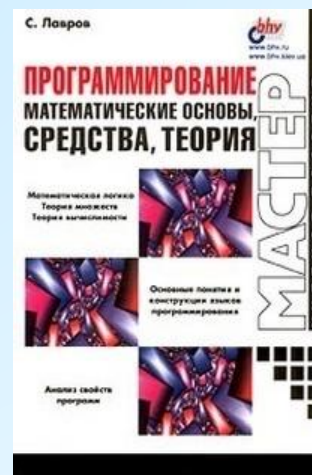 С. Лавров
bhv
www.bhv.ru
www.bhv.kiev.ua
ПРОГРАММИРОВАНИЕ
МАТЕМАТИЧЕСКИЕ ОСНОВЫ,
СРЕДСТВА, ТЕОРИЯ
МАСТЕР
Математическая логика
Теория множеств
Теория вычислимости
Основные понятия и
конструкции языков
программирования
Анализ свойств
программ